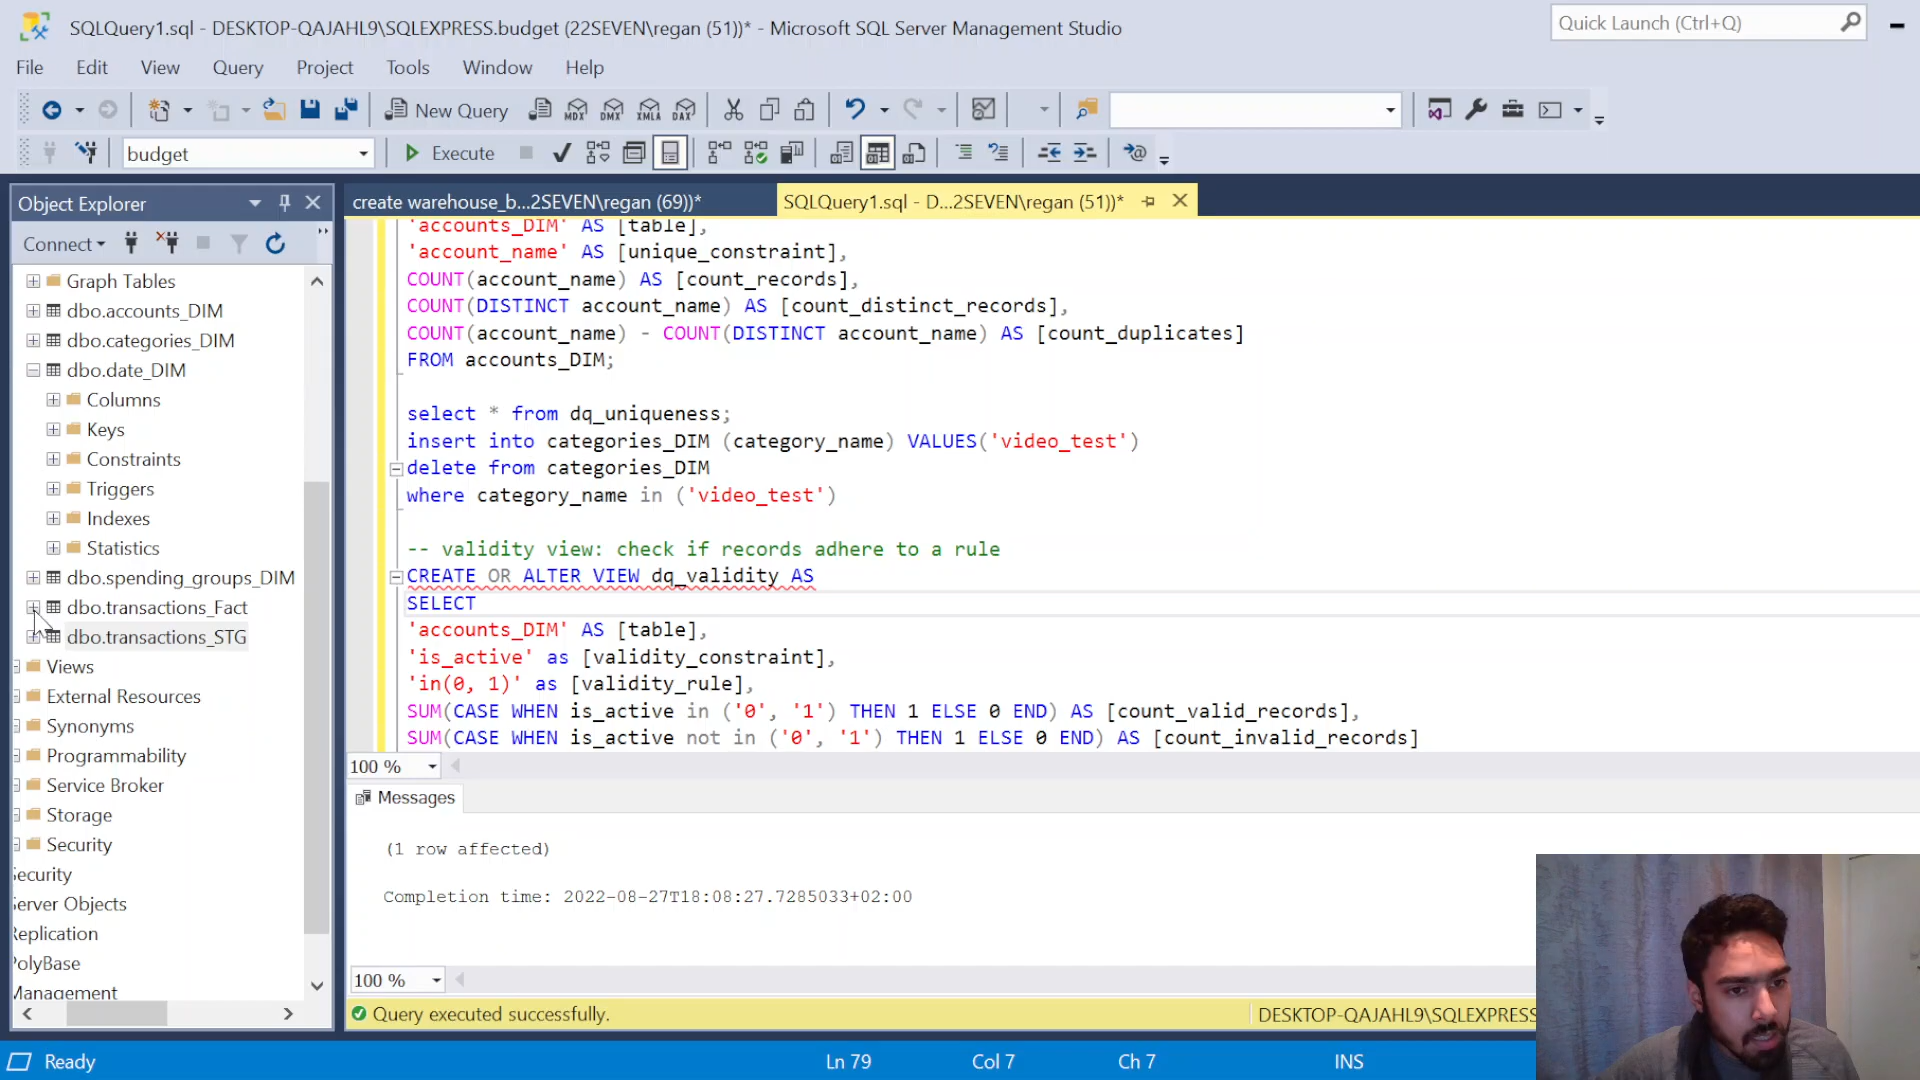 SQLQuery1.sql - DESKTOP-QAJAHL9\SQLEXPRESS.budget (22SEVEN\regan (51))* - Microsoft SQL Server Management Studio
Quick Launch (Ctrl+Q)
File Edit View Query Project Tools Window Help
New Query MDX DMX XMLA DAX
budget Execute
Object Explorer
create warehouse_b...2SEVEN\regan (69))*
SQLQuery1.sql - D...2SEVEN\regan (51))*
Connect
Graph Tables
dbo.accounts_DIM
dbo.categories_DIM
dbo.date_DIM
Columns
Keys
Constraints
Triggers
Indexes
Statistics
dbo.spending_groups_DIM
dbo.transactions_Fact
dbo.transactions_STG
Views
External Resources
Synonyms
Programmability
Service Broker
Storage
Security
Security
Server Objects
Replication
PolyBase
Management
'accounts_DIM' AS [table],
'account_name' AS [unique_constraint],
COUNT(account_name) AS [count_records],
COUNT(DISTINCT account_name) AS [count_distinct_records],
COUNT(account_name) - COUNT(DISTINCT account_name) AS [count_duplicates]
FROM accounts_DIM;
select * from dq_uniqueness;
insert into categories_DIM (category_name) VALUES('video_test')
delete from categories_DIM
where category_name in ('video_test')
-- validity view: check if records adhere to a rule
CREATE OR ALTER VIEW dq_validity AS
SELECT
'accounts_DIM' AS [table],
'is_active' as [validity_constraint],
'in(0, 1)' as [validity_rule],
SUM(CASE WHEN is_active in ('0', '1') THEN 1 ELSE 0 END) AS [count_valid_records],
SUM(CASE WHEN is_active not in ('0', '1') THEN 1 ELSE 0 END) AS [count_invalid_records]
100 %
Messages
(1 row affected)
Completion time: 2022-08-27T18:08:27.7285033+02:00
100 %
Query executed successfully.
DESKTOP-QAJAHL9\SQLEXPRESS
Ready
Ln 79
Col 7
Ch 7
INS